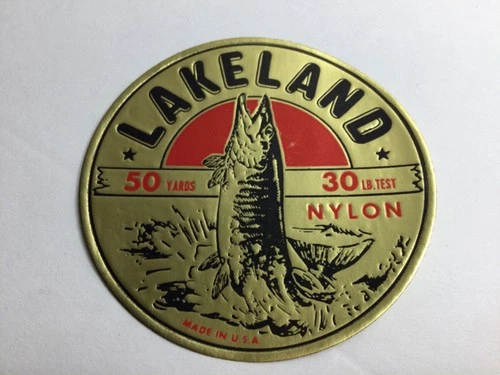 LAKELAND
50 YARDS 30 LB. TEST
NYLON
MADE IN U.S.A